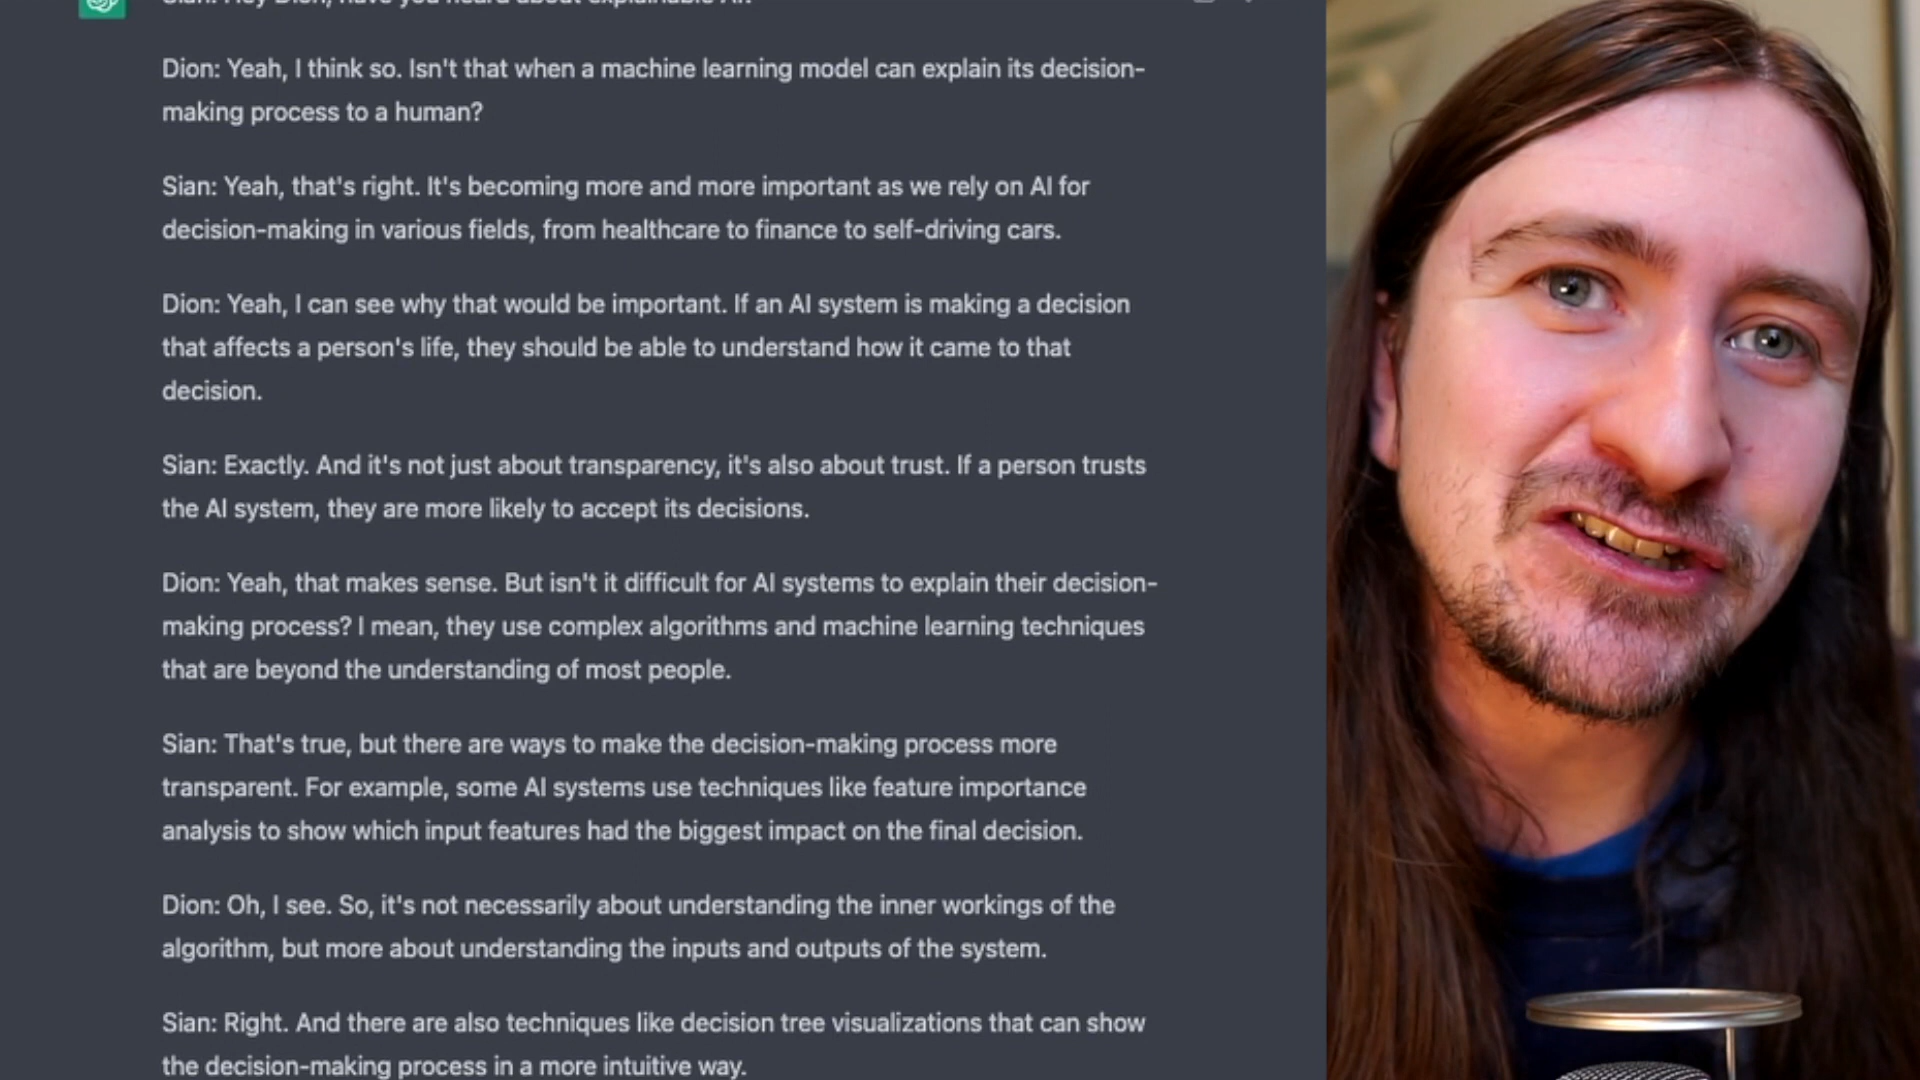 Sian: Hey Dion, have you heard about explainable AI?
Dion: Yeah, I think so. Isn't that when a machine learning model can explain its decision-
making process to a human?
Sian: Yeah, that's right. It's becoming more and more important as we rely on AI for
decision-making in various fields, from healthcare to finance to self-driving cars.
Dion: Yeah, I can see why that would be important. If an AI system is making a decision
that affects a person's life, they should be able to understand how it came to that
decision.
Sian: Exactly. And it's not just about transparency, it's also about trust. If a person trusts
the AI system, they are more likely to accept its decisions.
Dion: Yeah, that makes sense. But isn't it difficult for AI systems to explain their decision-
making process? I mean, they use complex algorithms and machine learning techniques
that are beyond the understanding of most people.
Sian: That's true, but there are ways to make the decision-making process more
transparent. For example, some AI systems use techniques like feature importance
analysis to show which input features had the biggest impact on the final decision.
Dion: Oh, I see. So, it's not necessarily about understanding the inner workings of the
algorithm, but more about understanding the inputs and outputs of the system.
Sian: Right. And there are also techniques like decision tree visualizations that can show
the decision-making process in a more intuitive way.